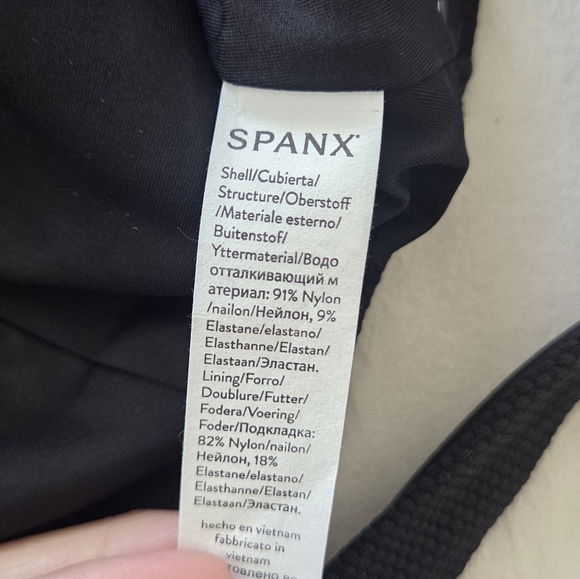 SPANX
Shell/Cubierta/
Structure/Oberstoff
/Materiale esterno/
Buitenstof/
Yttermaterial/Водо
отталкивающий м
атериал: 91% Nylon
/nailon/Нейлон, 9%
Elastane/elastano/
Elasthanne/Elastan/
Elastaan/Эластан.
Lining/Forro/
Doublure/Futter/
Fodera/Voering/
Foder/Подкладка:
82% Nylon/nailon/
Нейлон, 18%
Elastane/elastano/
Elasthanne/Elastan/
Elastaan/Эластан.
hecho en vietnam
fabbricato in
vietnam